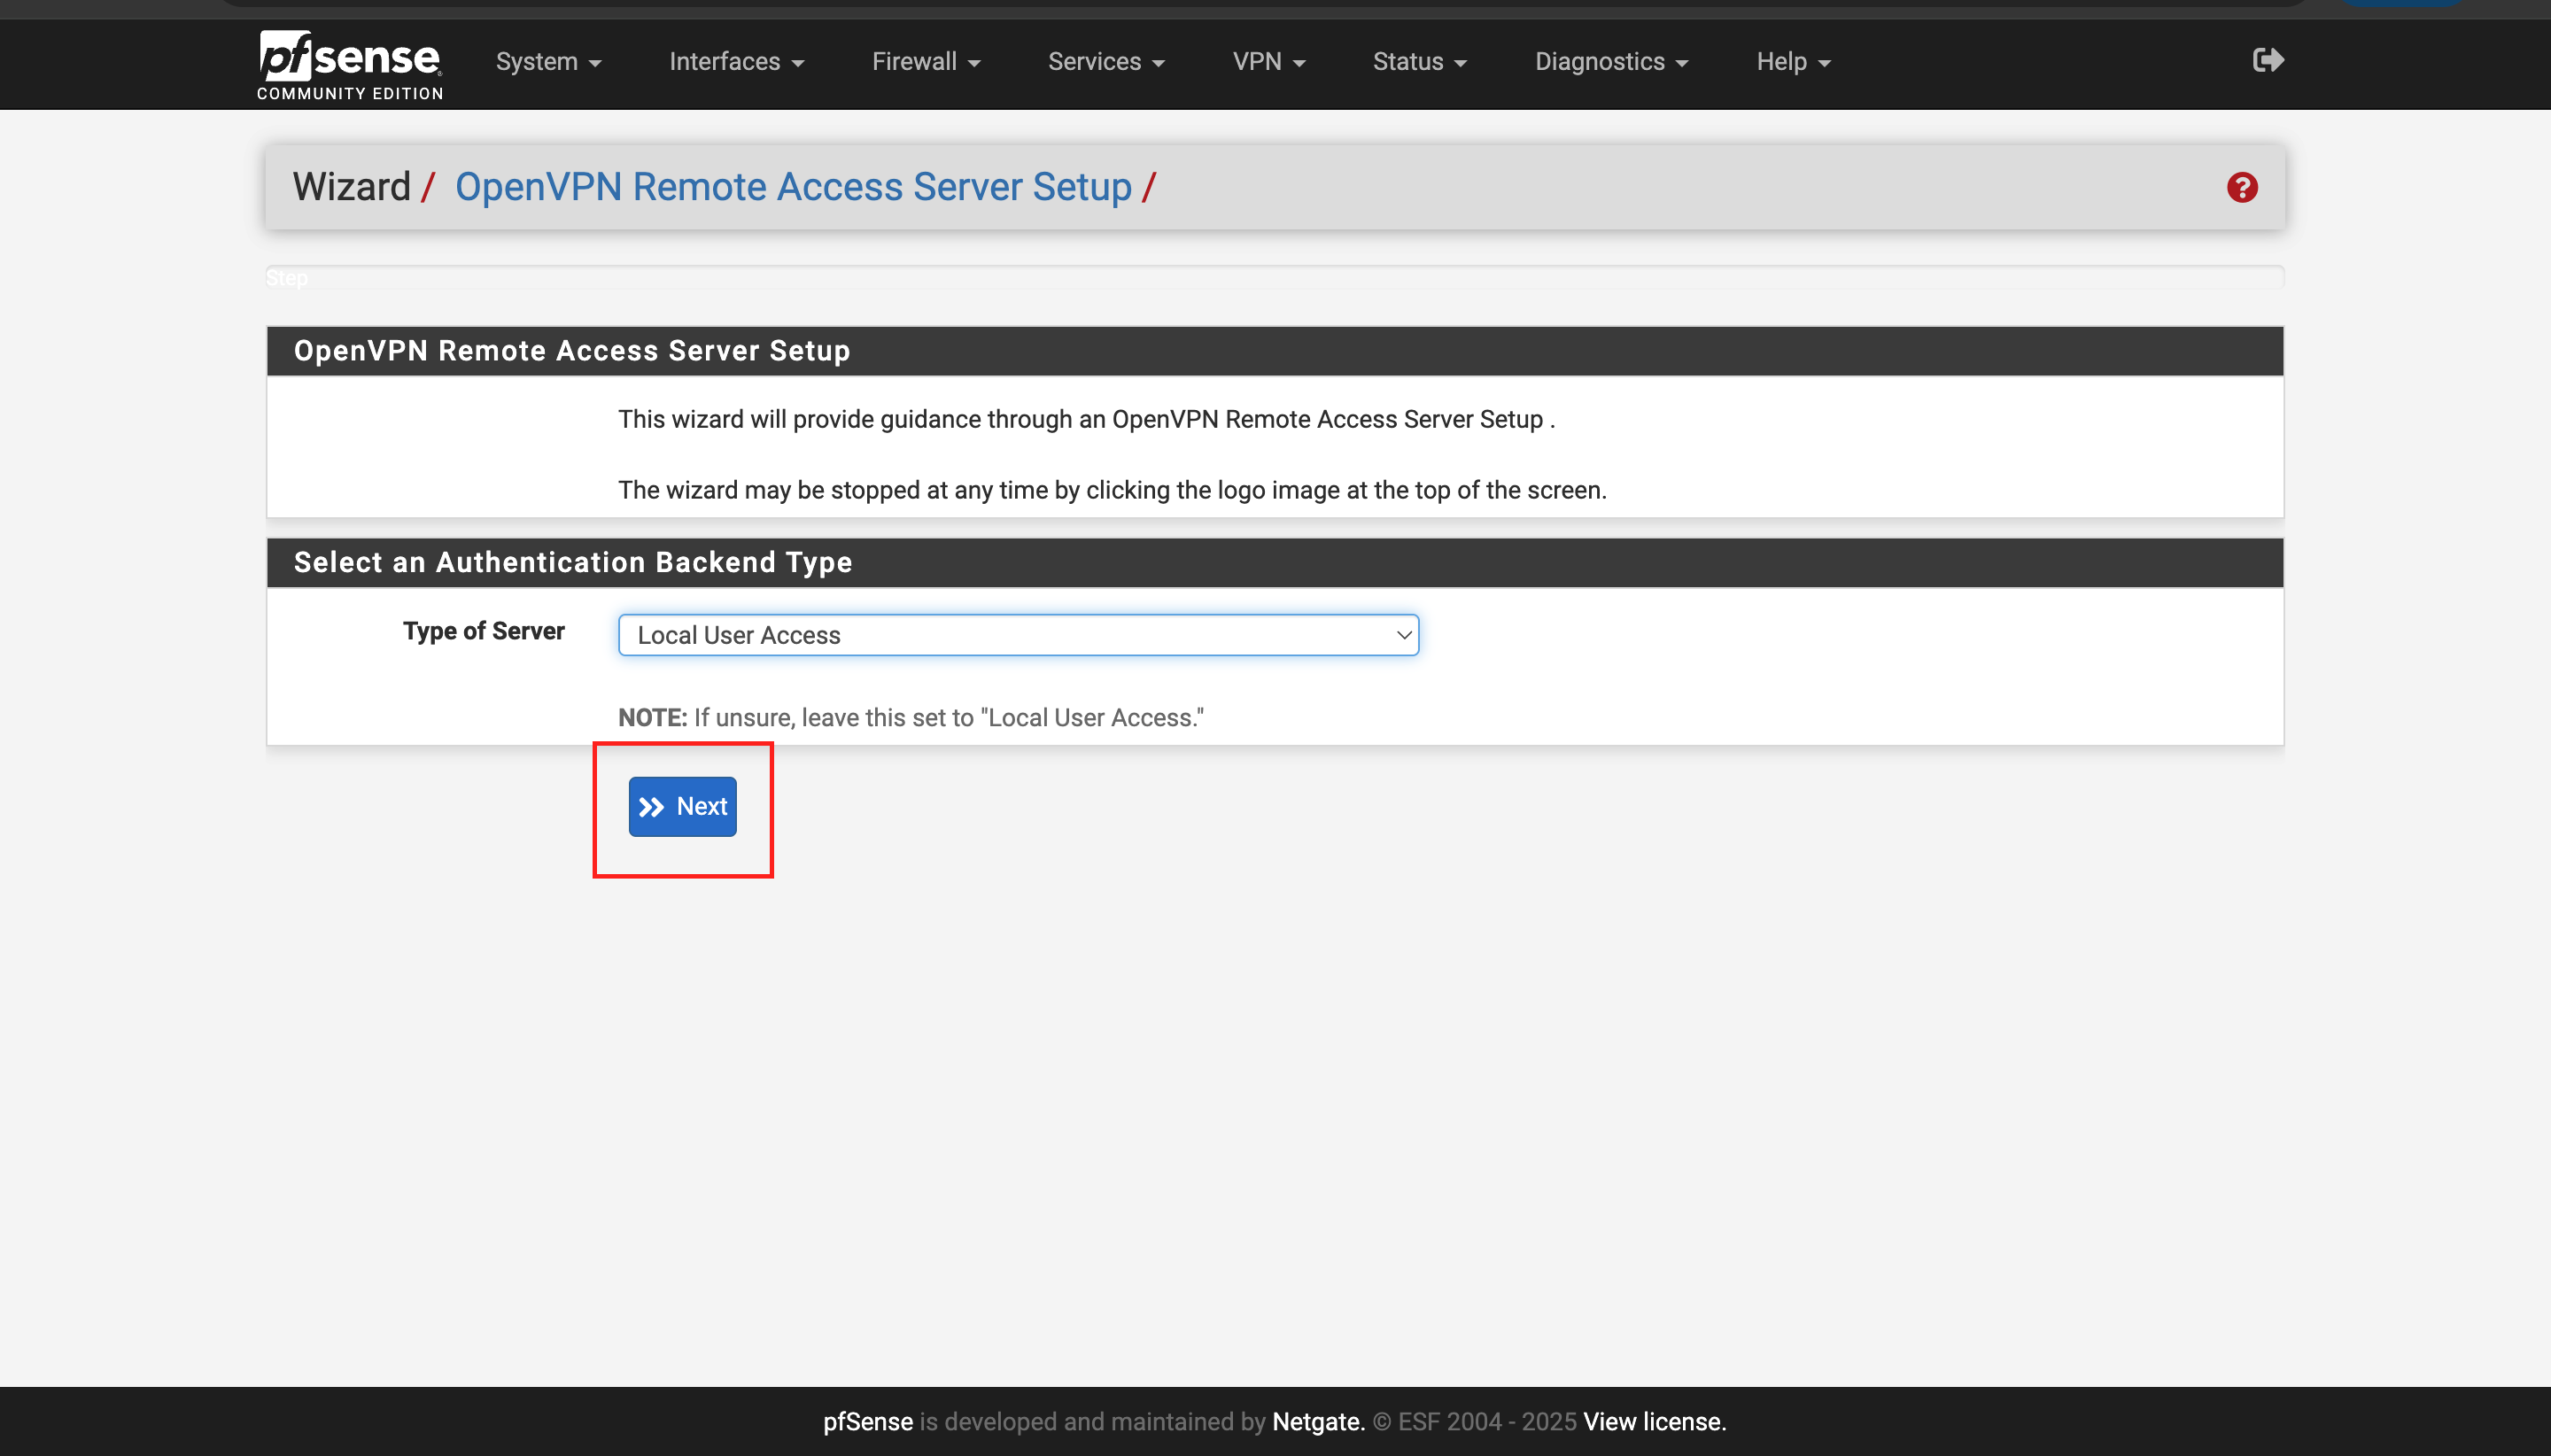 pfsense
COMMUNITY EDITION
System
Interfaces
Firewall
Services
VPN
Status
Diagnostics
Help
Wizard / OpenVPN Remote Access Server Setup /
Step
OpenVPN Remote Access Server Setup
This wizard will provide guidance through an OpenVPN Remote Access Server Setup .
The wizard may be stopped at any time by clicking the logo image at the top of the screen.
Select an Authentication Backend Type
Type of Server
Local User Access
NOTE: If unsure, leave this set to "Local User Access."
Next
pfSense is developed and maintained by Netgate. © ESF 2004 - 2025 View license.